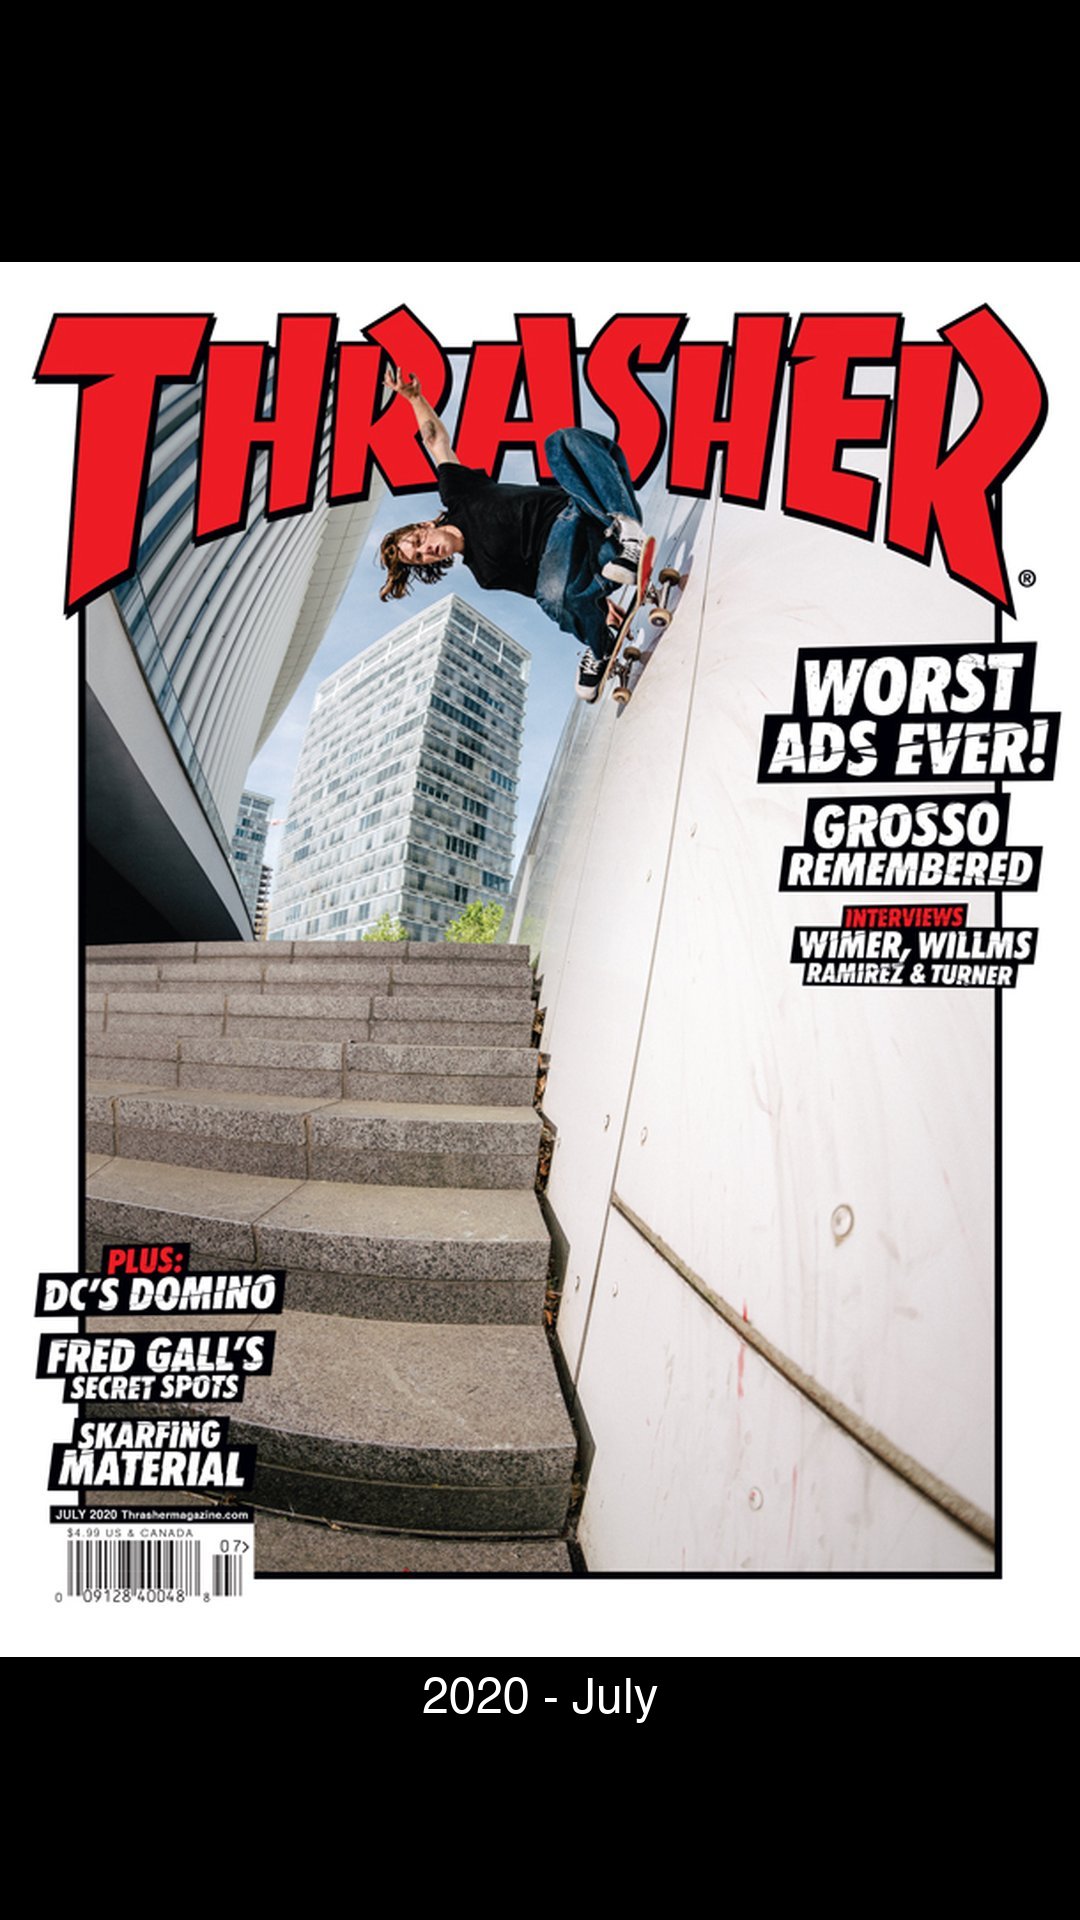 THRASHER®
WORST
ADS EVER!
GROSSO
REMEMBERED
INTERVIEWS
WIMER, WILLMS
RAMIREZ & TURNER
PLUS:
DC'S DOMINO
FRED GALL'S
SECRET SPOTS
SKARFING
MATERIAL
JULY 2020 Thrashermagazine.com
$4.99 US & CANADA
07>
0 09128 40048 8
2020 - July